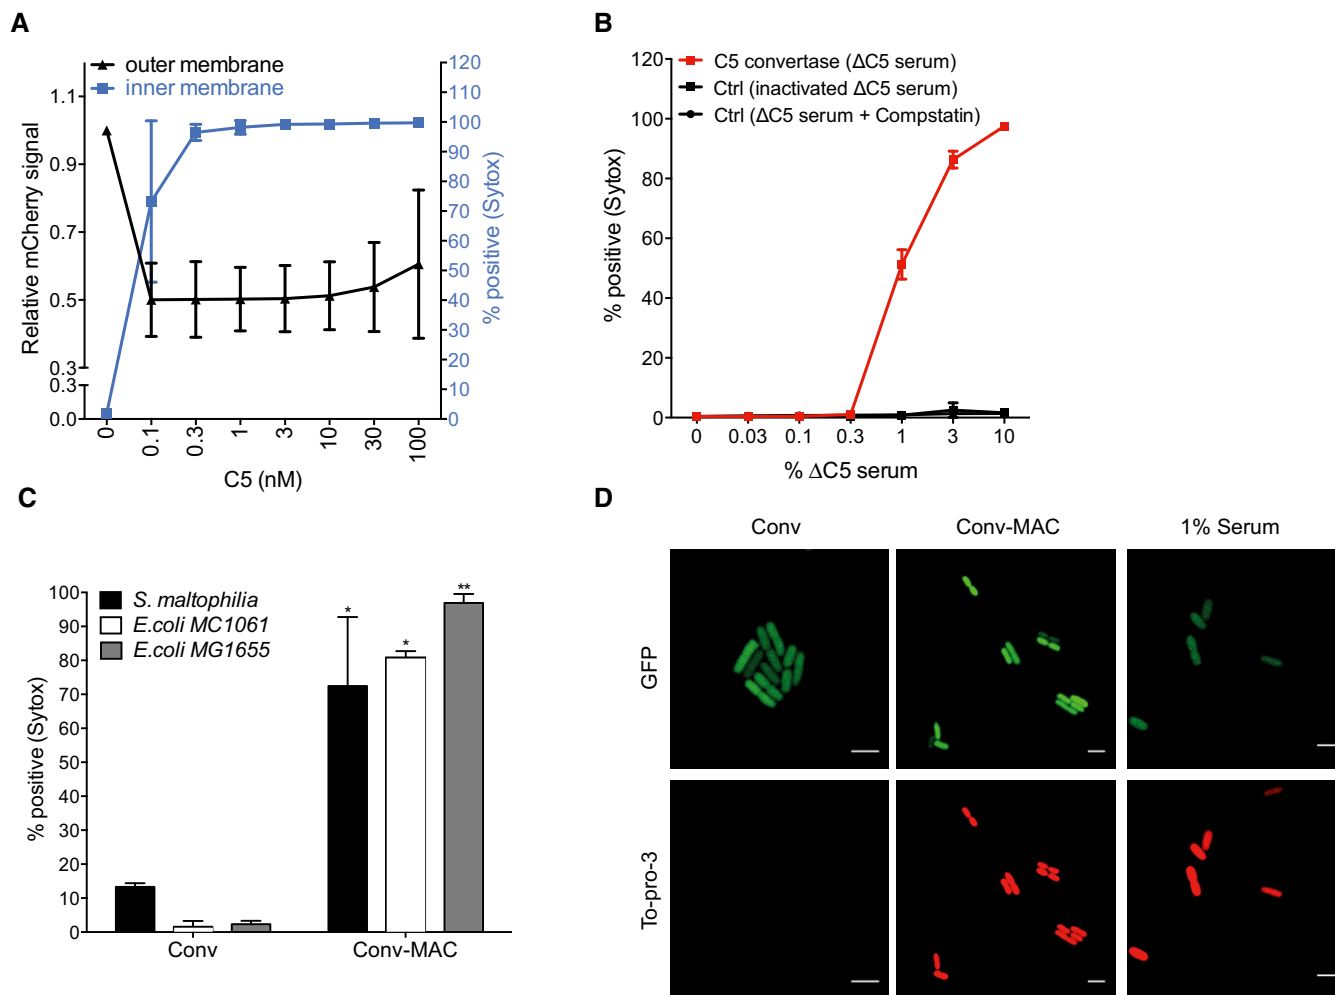 A
outer membrane
inner membrane
Relative mCherry signal
1.1
0.9
0.7
0.5
0.3
0.3
0.0
120
110
100
90
80
70
60
50
40
30
20
10
0
% positive (Sytox)
0 0.1 0.3 1 3 10 30 100
C5 (nM)
B
C5 convertase (ΔC5 serum)
Ctrl (inactivated ΔC5 serum)
Ctrl (ΔC5 serum + Compstatin)
% positive (Sytox)
120
100
80
60
40
20
0
0 0.03 0.1 0.3 1 3 10
% ΔC5 serum
C
S. maltophilia
E.coli MC1061
E.coli MG1655
% positive (Sytox)
100
90
80
70
60
50
40
30
20
10
0
*
*
**
Conv Conv-MAC
D
Conv Conv-MAC 1% Serum
GFP
To-pro-3